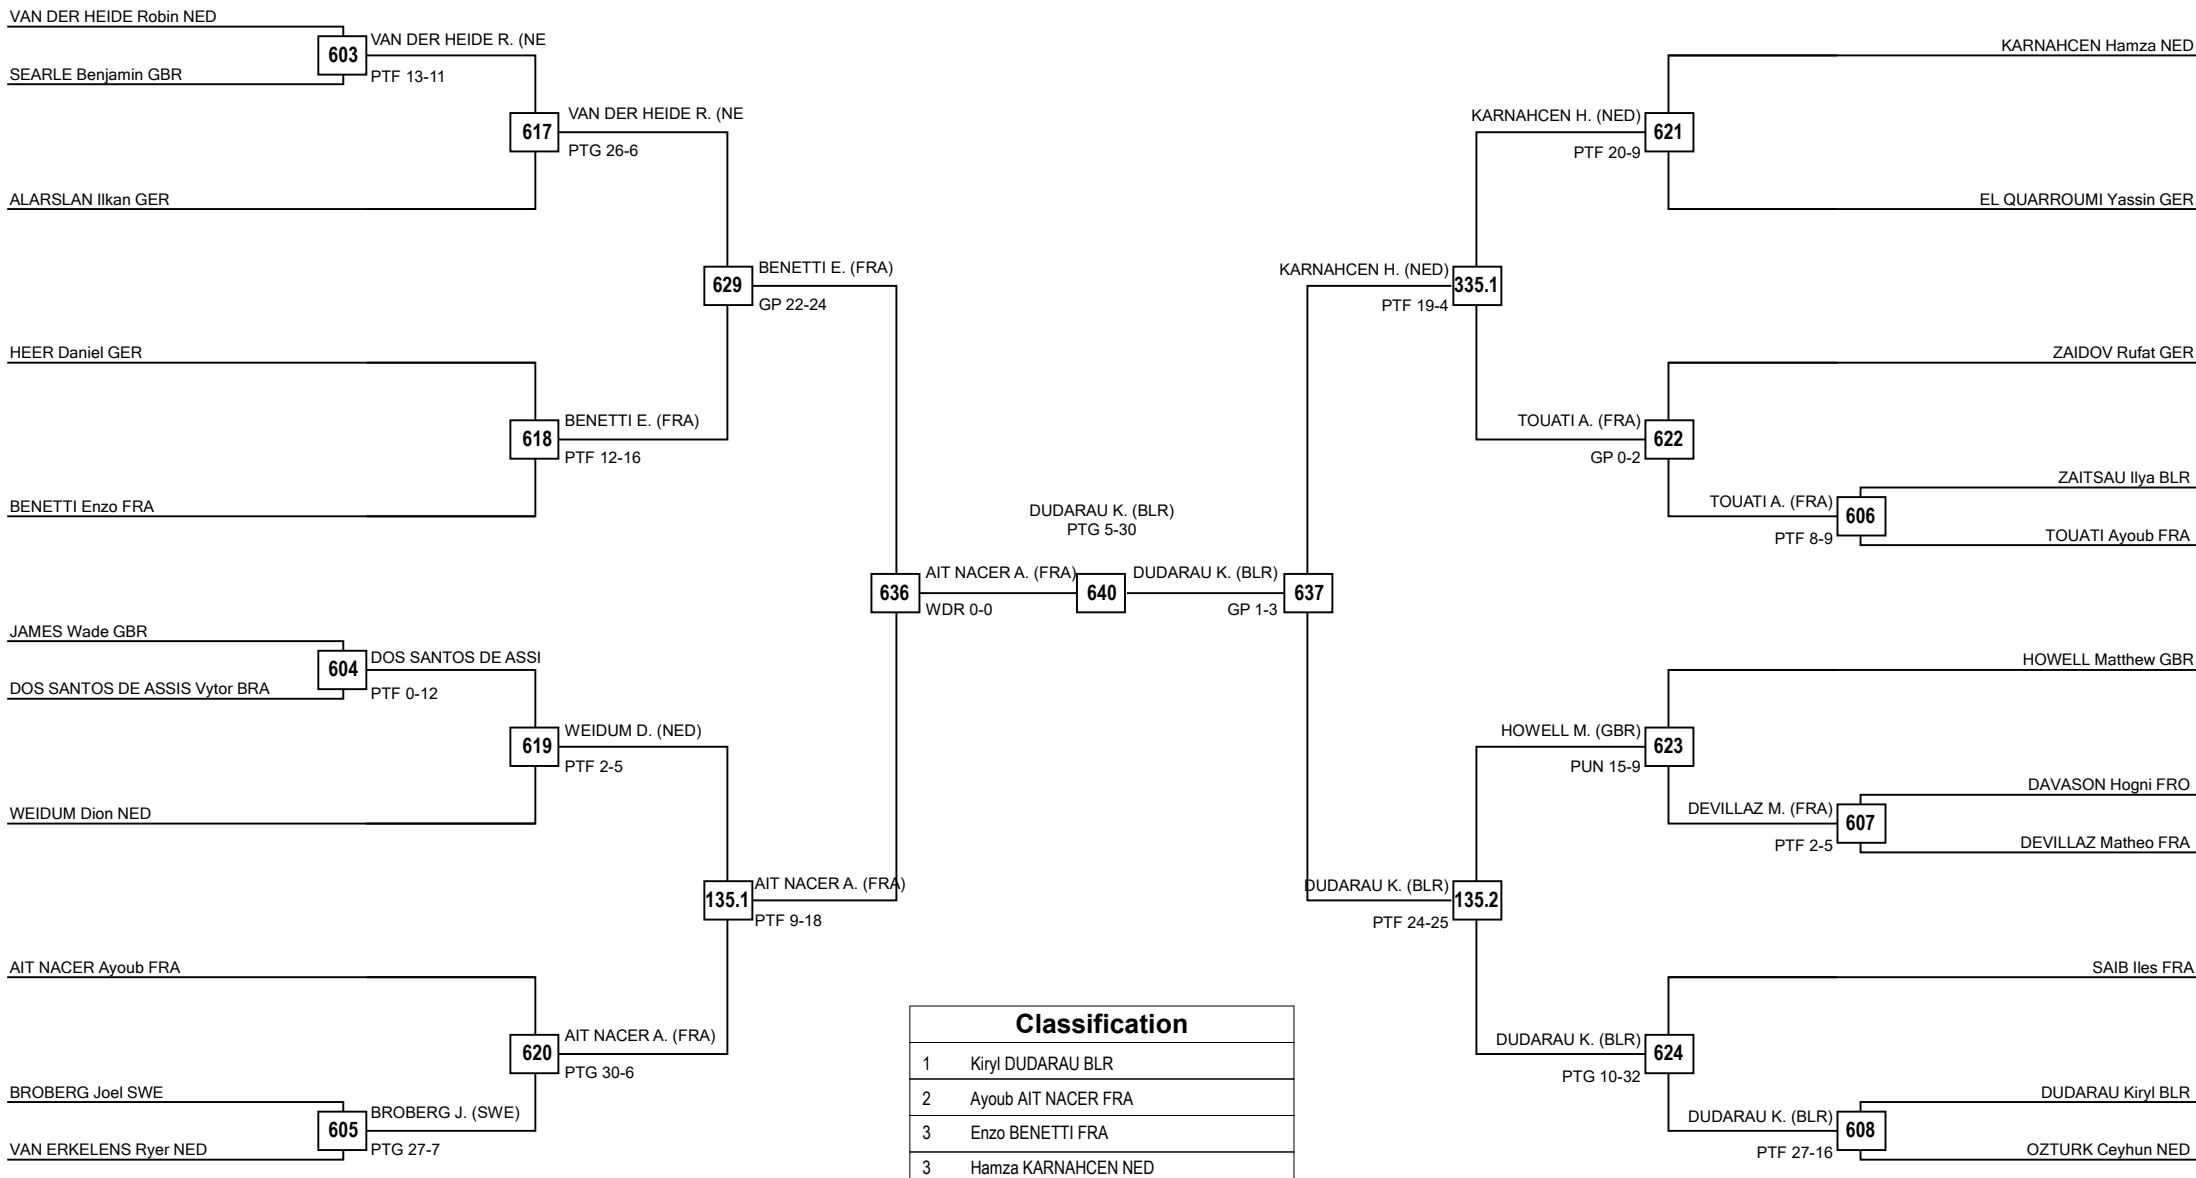 VAN DER HEIDE Robin NED
603
VAN DER HEIDE R. (NE
PTF 13-11
SEARLE Benjamin GBR
617
VAN DER HEIDE R. (NE
PTG 26-6
ALARSLAN Ilkan GER
629
BENETTI E. (FRA)
GP 22-24
HEER Daniel GER
618
BENETTI E. (FRA)
PTF 12-16
BENETTI Enzo FRA
636
AIT NACER A. (FRA)
WDR 0-0
JAMES Wade GBR
604
DOS SANTOS DE ASSI
PTF 0-12
DOS SANTOS DE ASSIS Vytor BRA
619
WEIDUM D. (NED)
PTF 2-5
WEIDUM Dion NED
135.1
AIT NACER A. (FRA)
PTF 9-18
AIT NACER Ayoub FRA
620
AIT NACER A. (FRA)
PTG 30-6
BROBERG Joel SWE
605
BROBERG J. (SWE)
PTG 27-7
VAN ERKELENS Ryer NED
DUDARAU K. (BLR)
PTG 5-30
640
KARNAHCEN Hamza NED
KARNAHCEN H. (NED)
621
PTF 20-9
EL QUARROUMI Yassin GER
KARNAHCEN H. (NED)
335.1
PTF 19-4
ZAIDOV Rufat GER
TOUATI A. (FRA)
622
GP 0-2
ZAITSAU Ilya BLR
TOUATI A. (FRA)
606
PTF 8-9
TOUATI Ayoub FRA
DUDARAU K. (BLR)
637
GP 1-3
HOWELL Matthew GBR
HOWELL M. (GBR)
623
PUN 15-9
DAVASON Hogni FRO
DEVILLAZ M. (FRA)
607
PTF 2-5
DEVILLAZ Matheo FRA
DUDARAU K. (BLR)
135.2
PTF 24-25
SAIB Iles FRA
DUDARAU K. (BLR)
624
PTG 10-32
DUDARAU Kiryl BLR
DUDARAU K. (BLR)
608
PTF 27-16
OZTURK Ceyhun NED
Classification
1 Kiryl DUDARAU BLR
2 Ayoub AIT NACER FRA
3 Enzo BENETTI FRA
3 Hamza KARNAHCEN NED